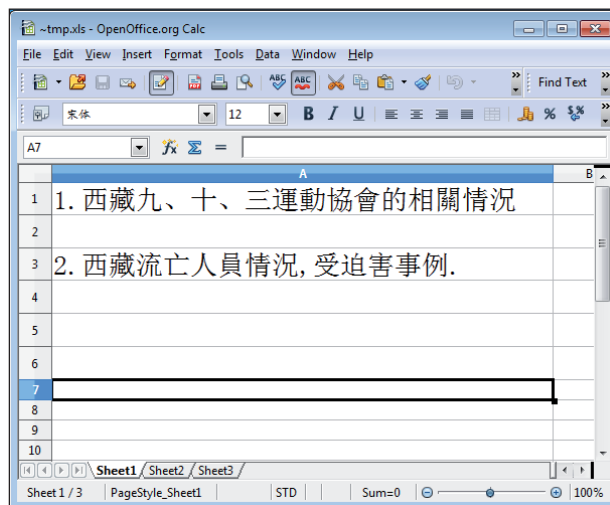 ~tmp.xls - OpenOffice.org Calc
File Edit View Insert Format Tools Data Window Help
ABC ABC Find Text
宋体 12 B I U %
A7 fx Σ =
A B
1 1. 西藏九、十、三運動協會的相關情況
2
3 2. 西藏流亡人員情況, 受迫害事例.
4
5
6
7
8
9
10
Sheet1 Sheet2 Sheet3
Sheet 1 / 3 PageStyle_Sheet1 STD Sum=0 100%